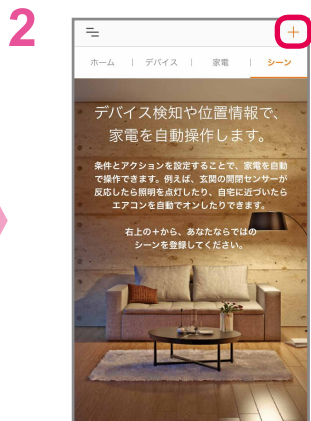 2
ホーム | デバイス | 家電 | シーン
デバイス検知や位置情報で、
家電を自動操作します。
条件とアクションを設定することで、家電を自動
で操作できます。例えば、玄関の開閉センサーが
反応したら照明を点灯したり、自宅に近づいたら
エアコンを自動でオンしたりできます。
右上の+から、あなたならではの
シーンを登録してください。